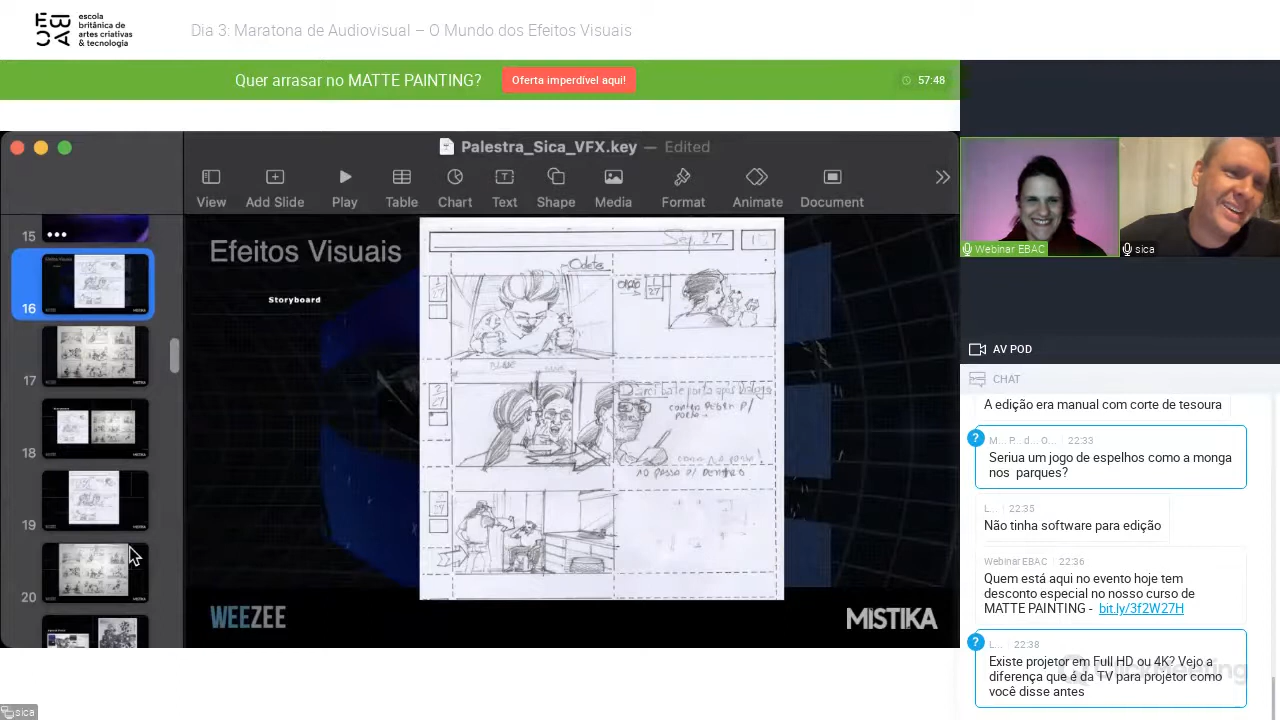 escola
britânica de
artes criativas
& tecnologia
Dia 3: Maratona de Audiovisual – O Mundo dos Efeitos Visuais
Quer arrasar no MATTE PAINTING?
Oferta imperdível aqui!
57:48
Palestra_Sica_VFX.key — Edited
View
Add Slide
Play
Table
Chart
Text
Shape
Media
Format
Animate
Document
15
16
17
18
19
20
Efeitos Visuais
Storyboard
Sep 27
Odete
WEEZEE
MISTIKA
Webinar EBAC
sica
AV POD
CHAT
A edição era manual com corte de tesoura
M... P... d... O... 22:33
Seriua um jogo de espelhos como a monga
nos parques?
L... 22:35
Não tinha software para edição
Webinar EBAC 22:36
Quem está aqui no evento hoje tem
desconto especial no nosso curso de
MATTE PAINTING - bit.ly/3f2W27H
L... 22:38
Existe projetor em Full HD ou 4K? Vejo a
diferença que é da TV para projetor como
você disse antes
sica